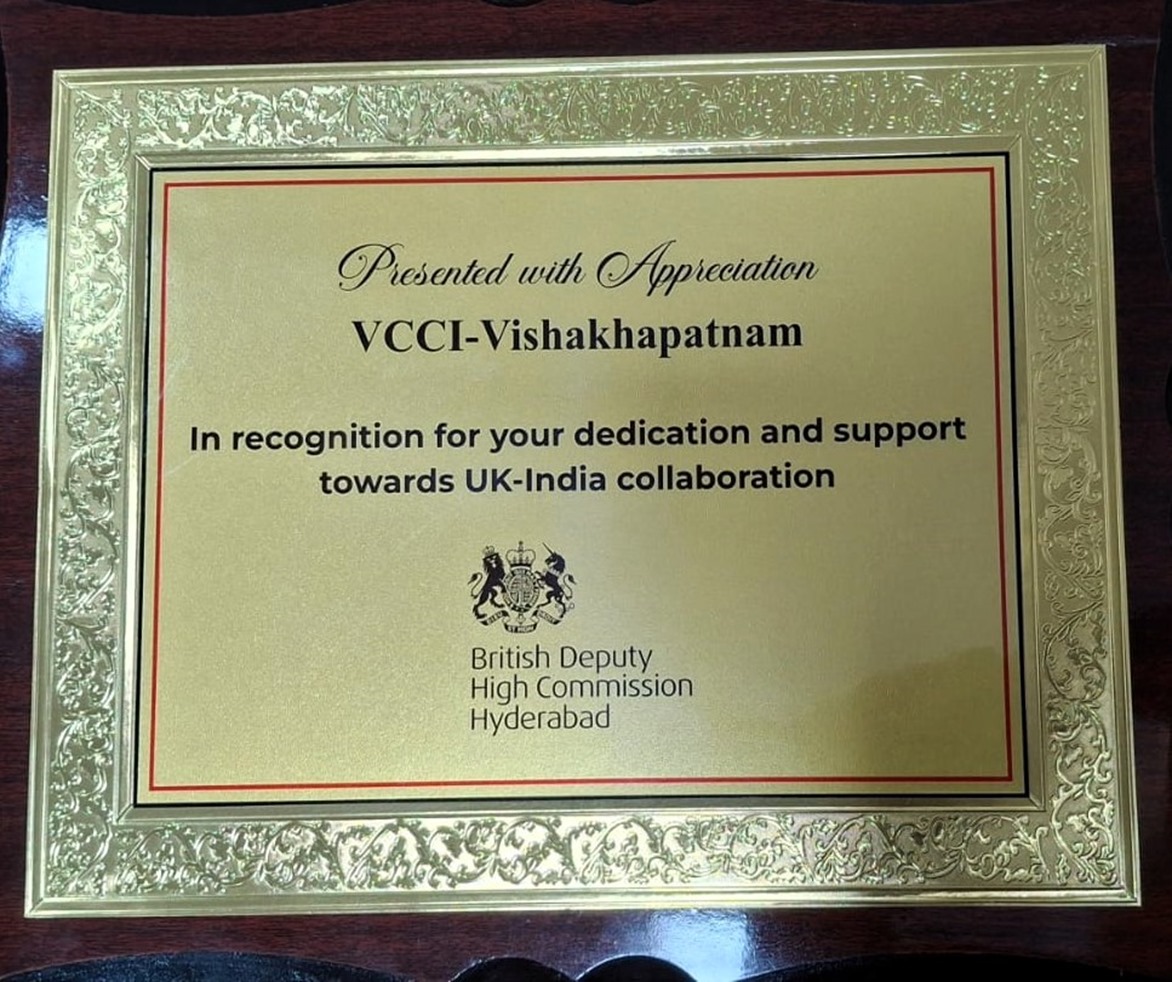 Presented with Appreciation
VCCI-Vishakhapatnam
In recognition for your dedication and support
towards UK-India collaboration
British Deputy
High Commission
Hyderabad